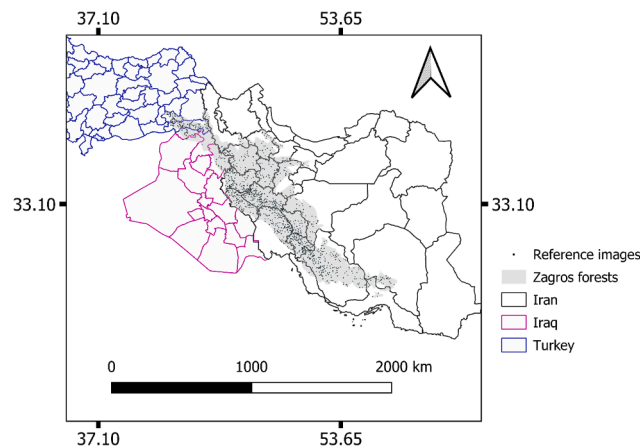 37.10 53.65
33.10 33.10
Reference images
Zagros forests
Iran
Iraq
Turkey
0 1000 2000 km
37.10 53.65